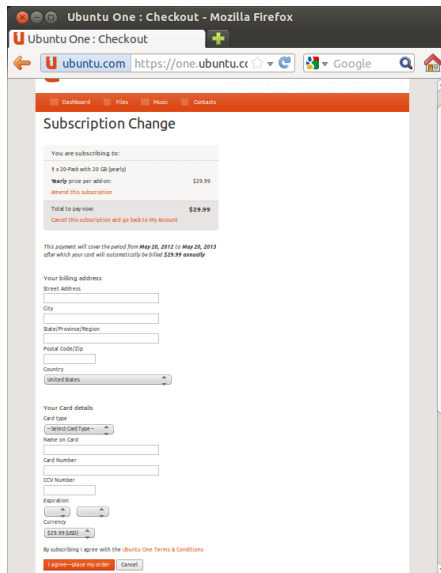 Ubuntu One : Checkout - Mozilla Firefox
Ubuntu One : Checkout
ubuntu.com https://one.ubuntu.cc Google
Dashboard Files Music Contacts
Subscription Change
You are subscribing to:
1 x 20-Pack with 20 GB (yearly)
Yearly price per add-on: $29.99
Amend this subscription
Total to pay now: $29.99
Cancel this subscription and go back to My Account
This payment will cover the period from May 20, 2012 to May 20, 2013
after which your card will automatically be billed $29.99 annually
Your billing address
Street Address
City
State/Province/Region
Postal Code/Zip
Country
United States
Your Card details
Card type
-- Select Card Type --
Name on Card
Card Number
CCV Number
Expiration
Currency
$29.99 (USD)
By subscribing I agree with the Ubuntu One Terms & Conditions
I agree—place my order Cancel